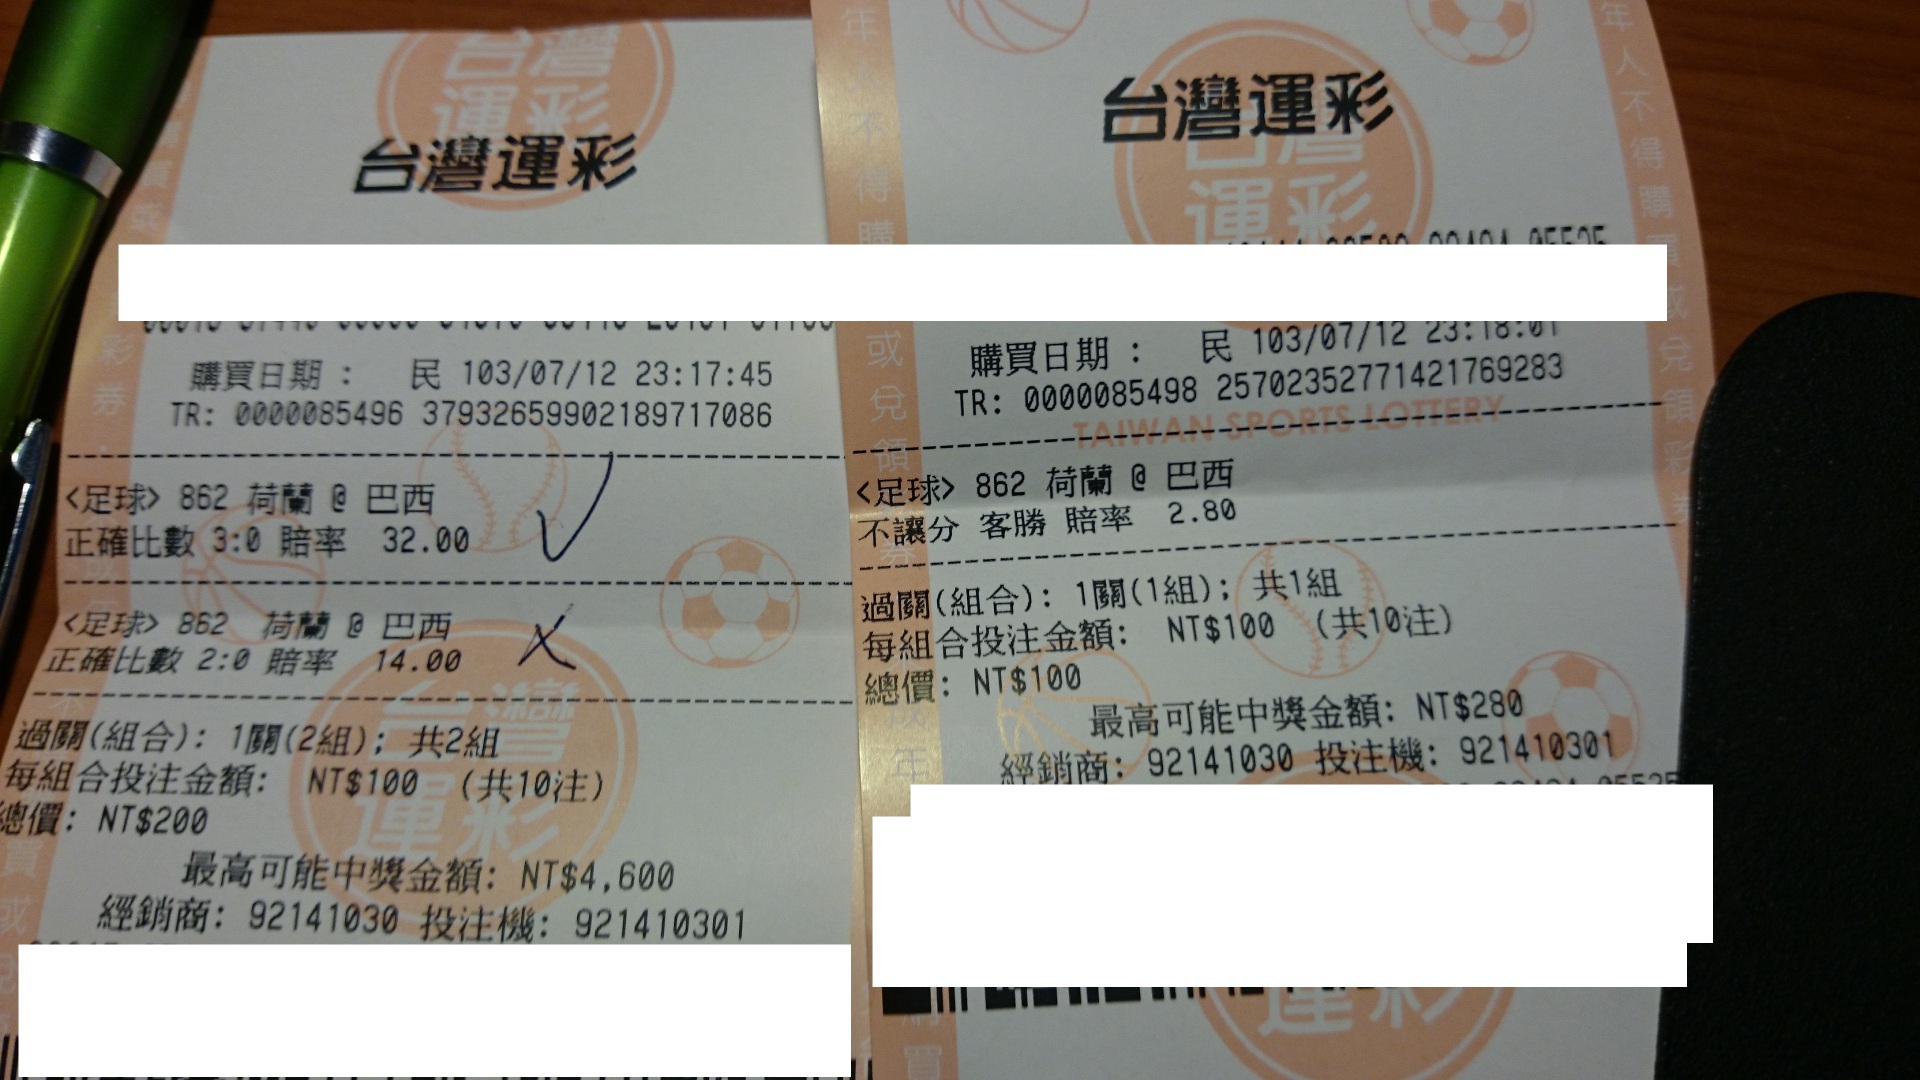 台灣運彩
購買日期： 民 103/07/12 23:17:45
TR: 0000085496 37932659902189717086
<足球> 862 荷蘭 @ 巴西
正確比數 3:0 賠率 32.00
<足球> 862 荷蘭 @ 巴西
正確比數 2:0 賠率 14.00
過關(組合): 1關(2組); 共2組
每組合投注金額: NT$100 (共10注)
總價: NT$200
最高可能中獎金額: NT$4,600
經銷商: 92141030 投注機: 921410301
台灣運彩
購買日期： 民 103/07/12 23:18:01
TR: 0000085498 25702352771421769283
TAIWAN SPORTS LOTTERY
<足球> 862 荷蘭 @ 巴西
不讓分 客勝 賠率 2.80
過關(組合): 1關(1組); 共1組
每組合投注金額: NT$100 (共10注)
總價: NT$100
最高可能中獎金額: NT$280
經銷商: 92141030 投注機: 921410301